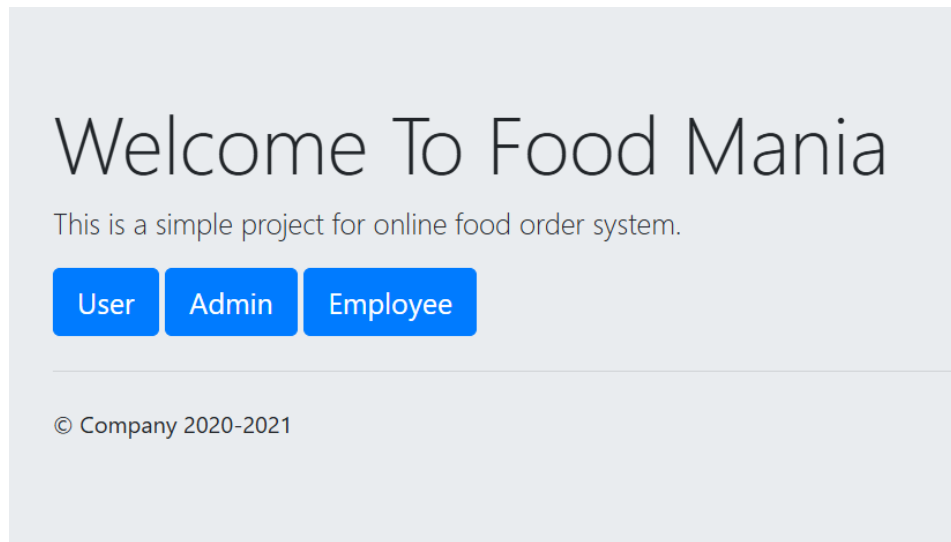 Welcome To Food Mania
This is a simple project for online food order system.
User Admin Employee
© Company 2020-2021